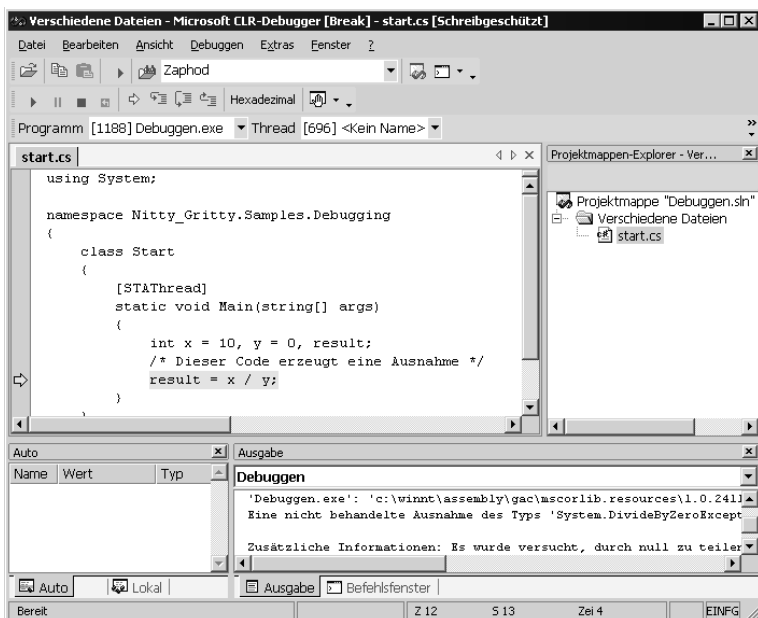 Verschiedene Dateien - Microsoft CLR-Debugger [Break] - start.cs [Schreibgeschützt]
Datei Bearbeiten Ansicht Debuggen Extras Fenster ?
Zaphod
Hexadezimal
Programm [1188] Debuggen.exe Thread [696] <Kein Name>
start.cs
using System;
namespace Nitty_Gritty.Samples.Debugging
{
class Start
{
[STAThread]
static void Main(string[] args)
{
int x = 10, y = 0, result;
/* Dieser Code erzeugt eine Ausnahme */
result = x / y;
}
}
Projektmappen-Explorer - Ver...
Projektmappe "Debuggen.sln"
Verschiedene Dateien
start.cs
Auto
Name Wert Typ
Auto Lokal
Ausgabe
Debuggen
'Debuggen.exe': 'c:\winnt\assembly\gac\mscorlib.resources\1.0.2411
Eine nicht behandelte Ausnahme des Typs 'System.DivideByZeroExcept
Zusätzliche Informationen: Es wurde versucht, durch null zu teilen
Ausgabe Befehlsfenster
Bereit Z 12 S 13 Zei 4 EINFG